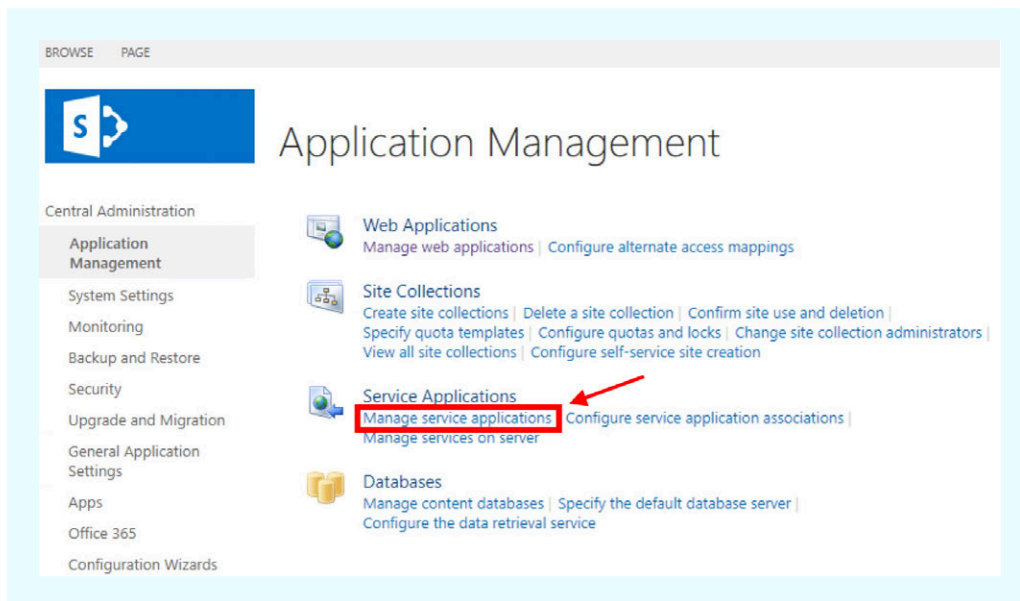 BROWSE PAGE
S
Application Management
Central Administration
Application
Management
System Settings
Monitoring
Backup and Restore
Security
Upgrade and Migration
General Application
Settings
Apps
Office 365
Configuration Wizards
Web Applications
Manage web applications | Configure alternate access mappings
Site Collections
Create site collections | Delete a site collection | Confirm site use and deletion |
Specify quota templates | Configure quotas and locks | Change site collection administrators |
View all site collections | Configure self-service site creation
Service Applications
Manage service applications | Configure service application associations |
Manage services on server
Databases
Manage content databases | Specify the default database server |
Configure the data retrieval service